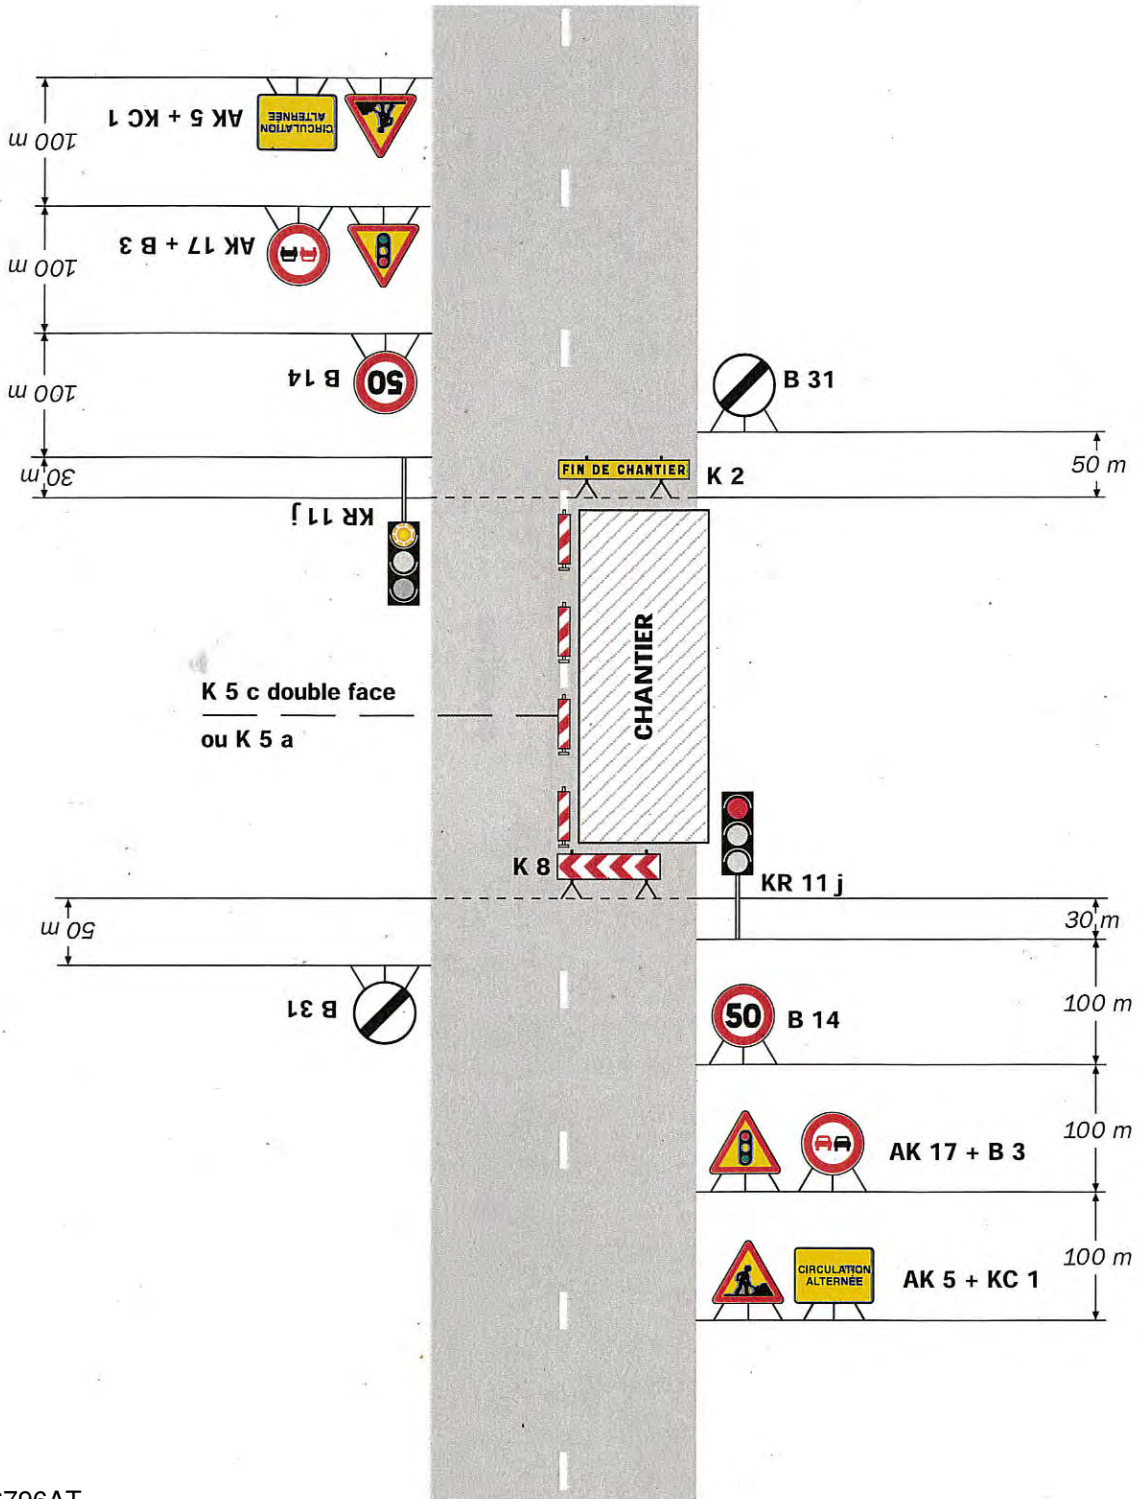 100 m
AK 5 + KC 1
CIRCULATION
ALTERNÉE
100 m
AK 17 + B 3
100 m
B 14
50
B 31
30 m
50 m
FIN DE CHANTIER
K 2
KR 11 j
CHANTIER
K 5 c double face
ou K 5 a
K 8
KR 11 j
50 m
30 m
B 31
50
B 14
100 m
AK 17 + B 3
100 m
CIRCULATION
ALTERNÉE
AK 5 + KC 1
100 m